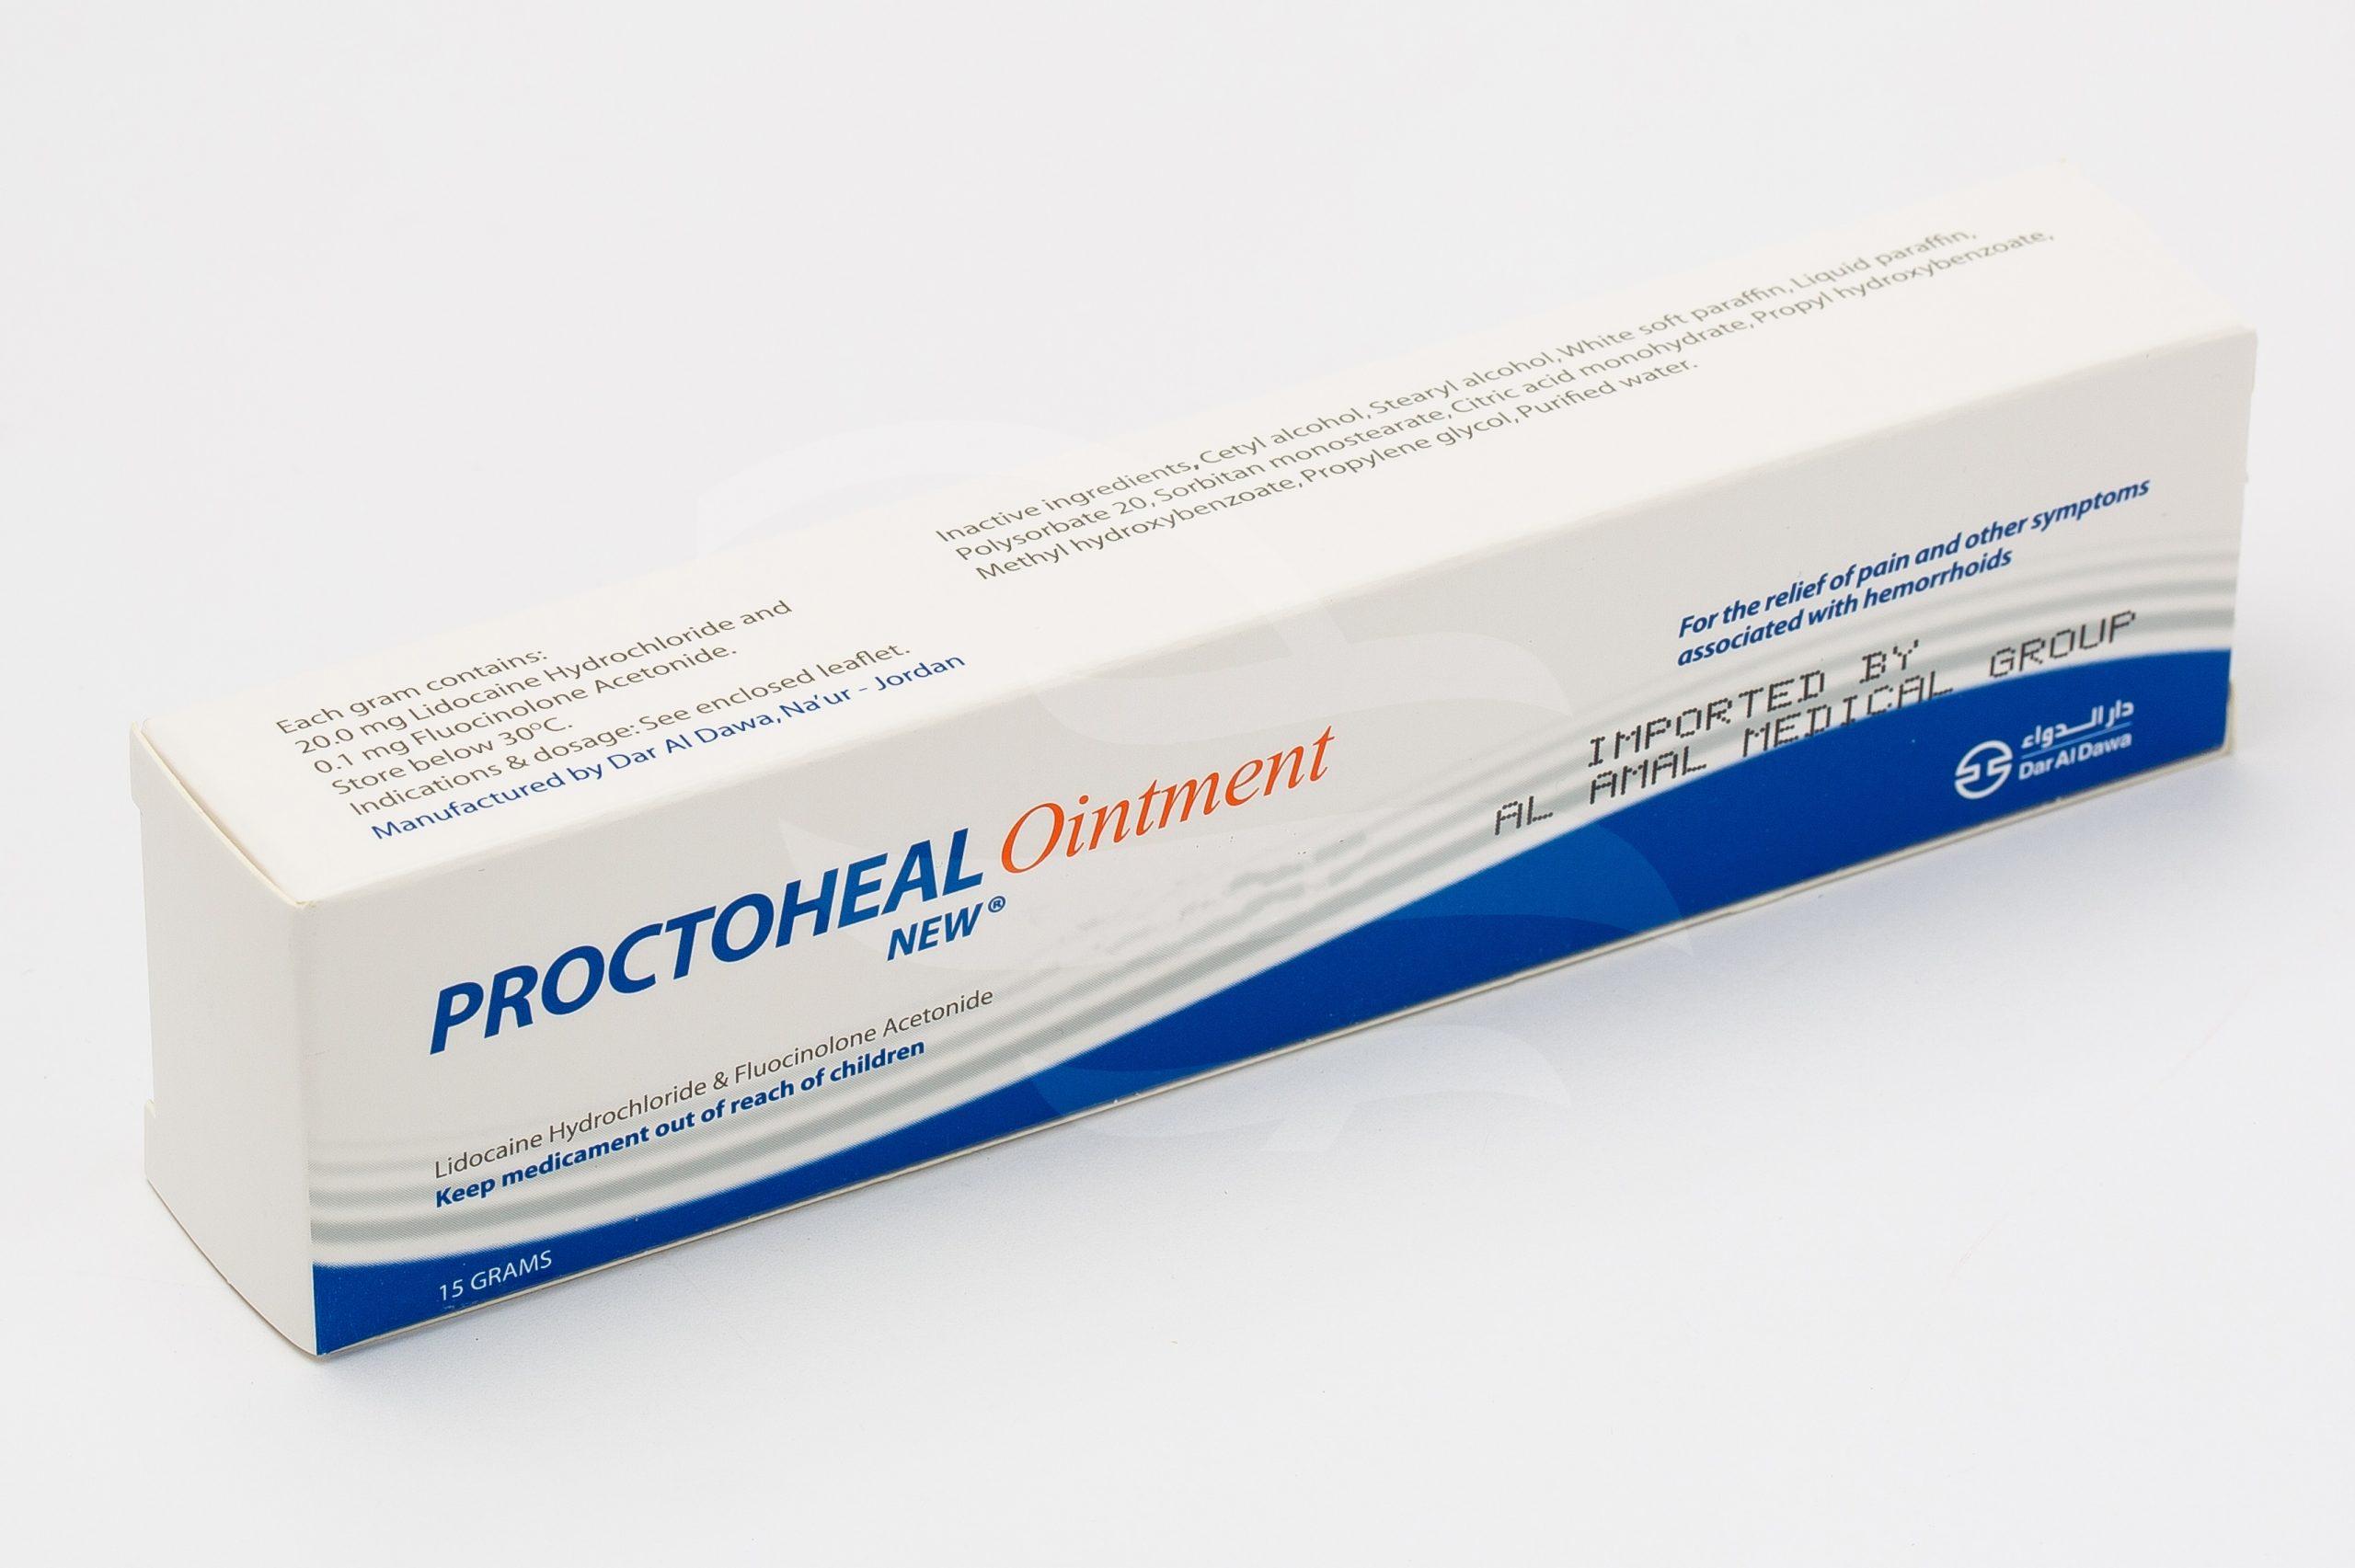 Each gram contains:
20.0 mg Lidocaine Hydrochloride and
0.1 mg Fluocinolone Acetonide.
Store below 30ºC.
Indications & dosage: See enclosed leaflet.
Manufactured by Dar Al Dawa, Na'ur - Jordan
Inactive ingredients, Cetyl alcohol, Stearyl alcohol, White soft paraffin, Liquid paraffin,
Polysorbate 20, Sorbitan monostearate, Citric acid monohydrate, Propyl hydroxybenzoate,
Methyl hydroxybenzoate, Propylene glycol, Purified water.
PROCTOHEAL Ointment
NEW®
Lidocaine Hydrochloride & Fluocinolone Acetonide
Keep medicament out of reach of children
15 GRAMS
For the relief of pain and other symptoms
associated with hemorrhoids
IMPORTED BY
AL AMAL MEDICAL GROUP
دار الـدواء
Dar Al Dawa